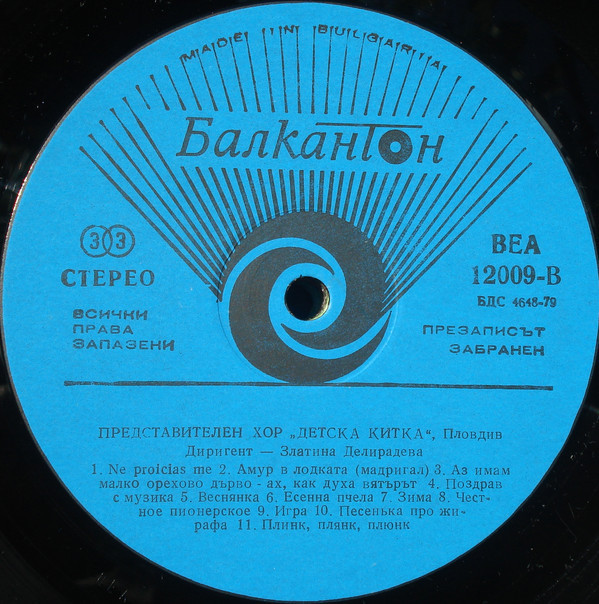 MADE IN BULGARIA
Балкантон
33
СТЕРЕО
ВСИЧКИ
ПРАВА
ЗАПАЗЕНИ
ВЕА
12009-В
БДС 4648-79
ПРЕЗАПИСЪТ
ЗАБРАНЕН
ПРЕДСТАВИТЕЛЕН ХОР „ДЕТСКА КИТКА“, Пловдив
Диригент — Златина Делирадева
1. Ne proicias me 2. Амур в лодката (мадригал) 3. Аз имам
малко орехово дърво - ах, как духа вятърът 4. Поздрав
с музика 5. Веснянка 6. Есенна пчела 7. Зима 8. Чест-
ное пионерское 9. Игра 10. Песенька про жи-
рафа 11. Плинк, плянк, плюнк